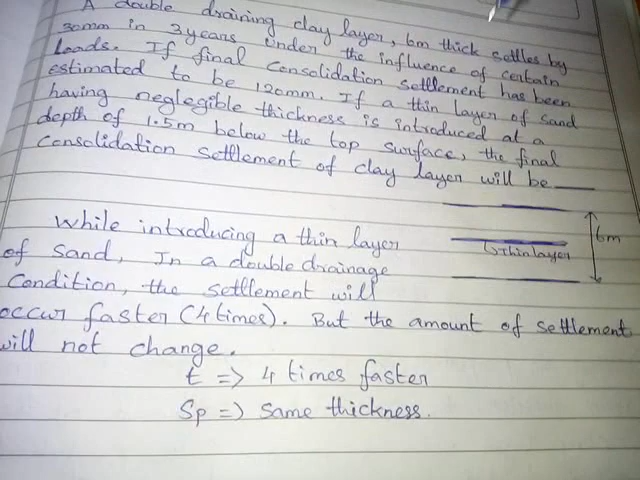 A double draining clay layer, 6m thick settles by
30mm in 3years under the influence of certain
loads. If final consolidation settlement has been
estimated to be 120mm. If a thin layer of sand
having neglegible thickness is introduced at a
depth of 1.5m below the top surface, the final
Consolidation settlement of clay layer will be
While introducing a thin layer
of sand, In a double drainage
Condition, the settlement will
occur faster (4 times). But the amount of settlement
will not change.
t => 4 times faster
Sp => same thickness.
6m
thin layer